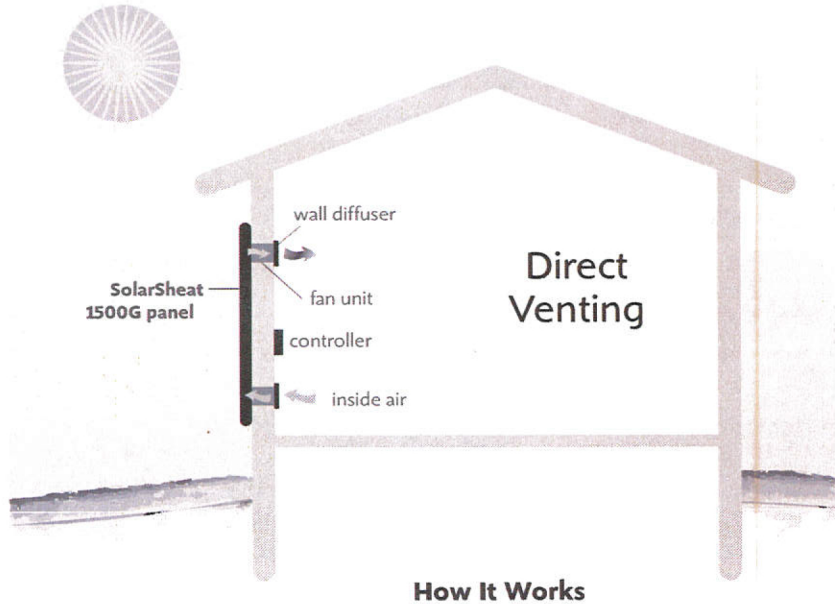 wall diffuser
SolarSheat
1500G panel
fan unit
Direct
Venting
controller
inside air
How It Works